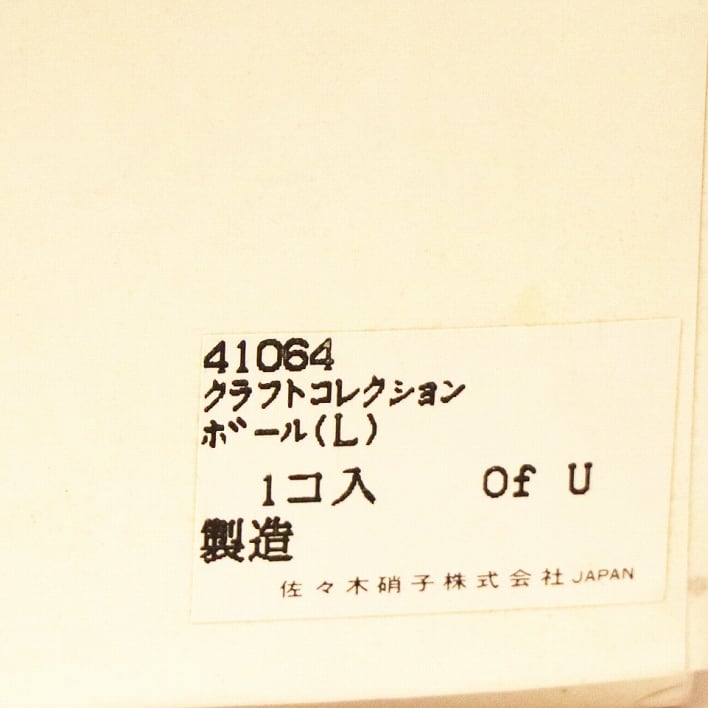 41064
クラフトコレクション
ボール(L)
1コ入 Of U
製造
佐々木硝子株式会社 JAPAN